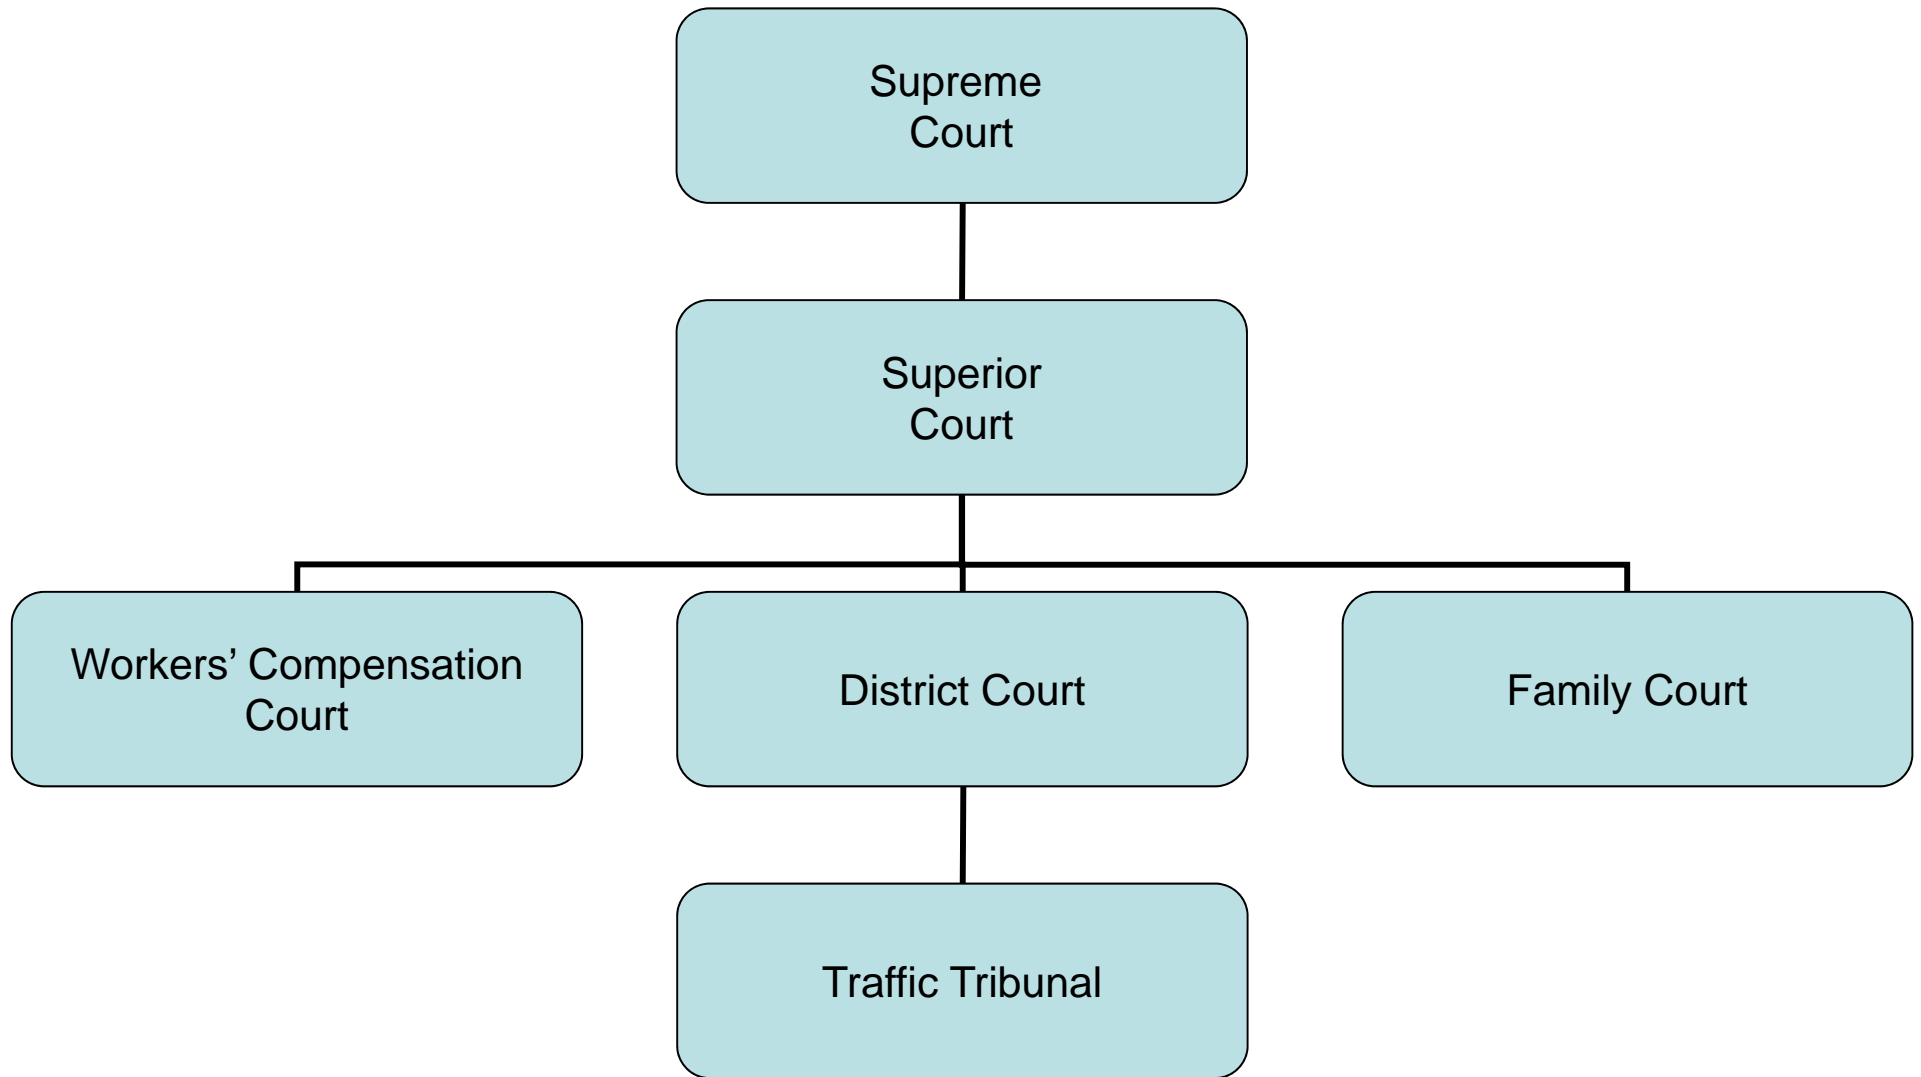 Supreme
Court
Superior
Court
Workers’ Compensation
Court
District Court
Family Court
Traffic Tribunal